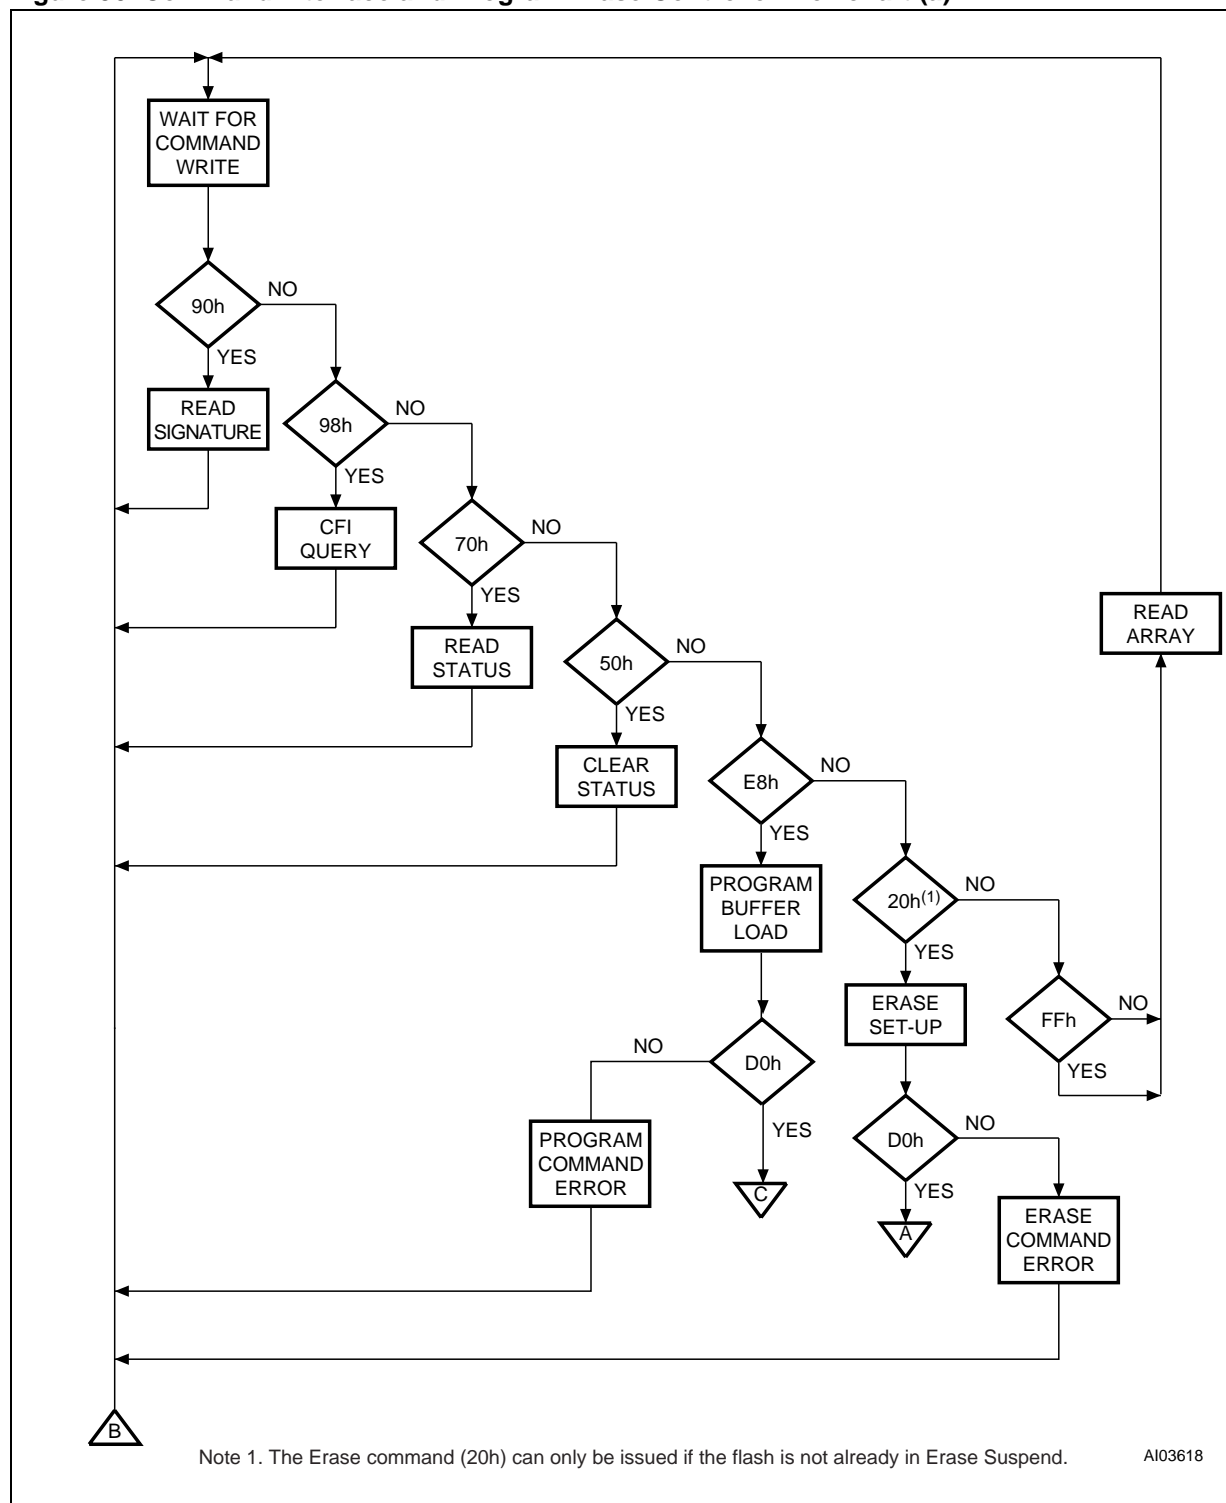 WAIT FOR
COMMAND
WRITE
90h
NO
YES
READ
SIGNATURE
98h
NO
YES
CFI
QUERY
70h
NO
YES
READ
STATUS
50h
NO
YES
CLEAR
STATUS
E8h
NO
YES
PROGRAM
BUFFER
LOAD
20h(1)
NO
YES
ERASE
SET-UP
FFh
NO
YES
READ
ARRAY
D0h
NO
YES
PROGRAM
COMMAND
ERROR
C
D0h
NO
YES
A
ERASE
COMMAND
ERROR
B
Note 1. The Erase command (20h) can only be issued if the flash is not already in Erase Suspend.
AI03618